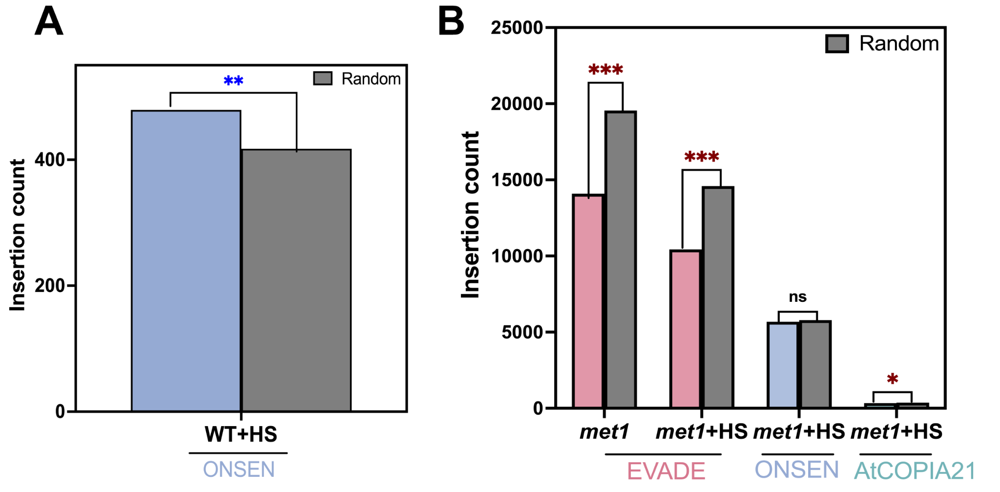 A
Insertion count
400
200
0
**
Random
WT+HS
ONSEN
B
Insertion count
25000
20000
15000
10000
5000
0
Random
***
***
ns
*
met1
met1+HS
met1+HS
met1+HS
EVADE
ONSEN
AtCOPIA21